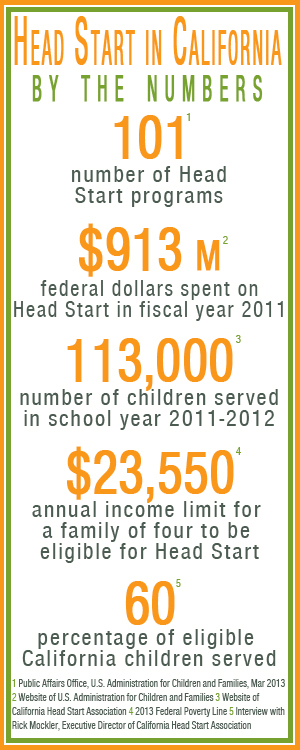 HEAD START IN CALIFORNIA
BY THE NUMBERS
101¹
number of Head
Start programs
$913 M²
federal dollars spent on
Head Start in fiscal year 2011
113,000³
number of children served
in school year 2011-2012
$23,550⁴
annual income limit for
a family of four to be
eligible for Head Start
60⁵
percentage of eligible
California children served
1 Public Affairs Office, U.S. Administration for Children and Families, Mar 2013
2 Website of U.S. Administration for Children and Families 3 Website of
California Head Start Association 4 2013 Federal Poverty Line 5 Interview with
Rick Mockler, Executive Director of California Head Start Association